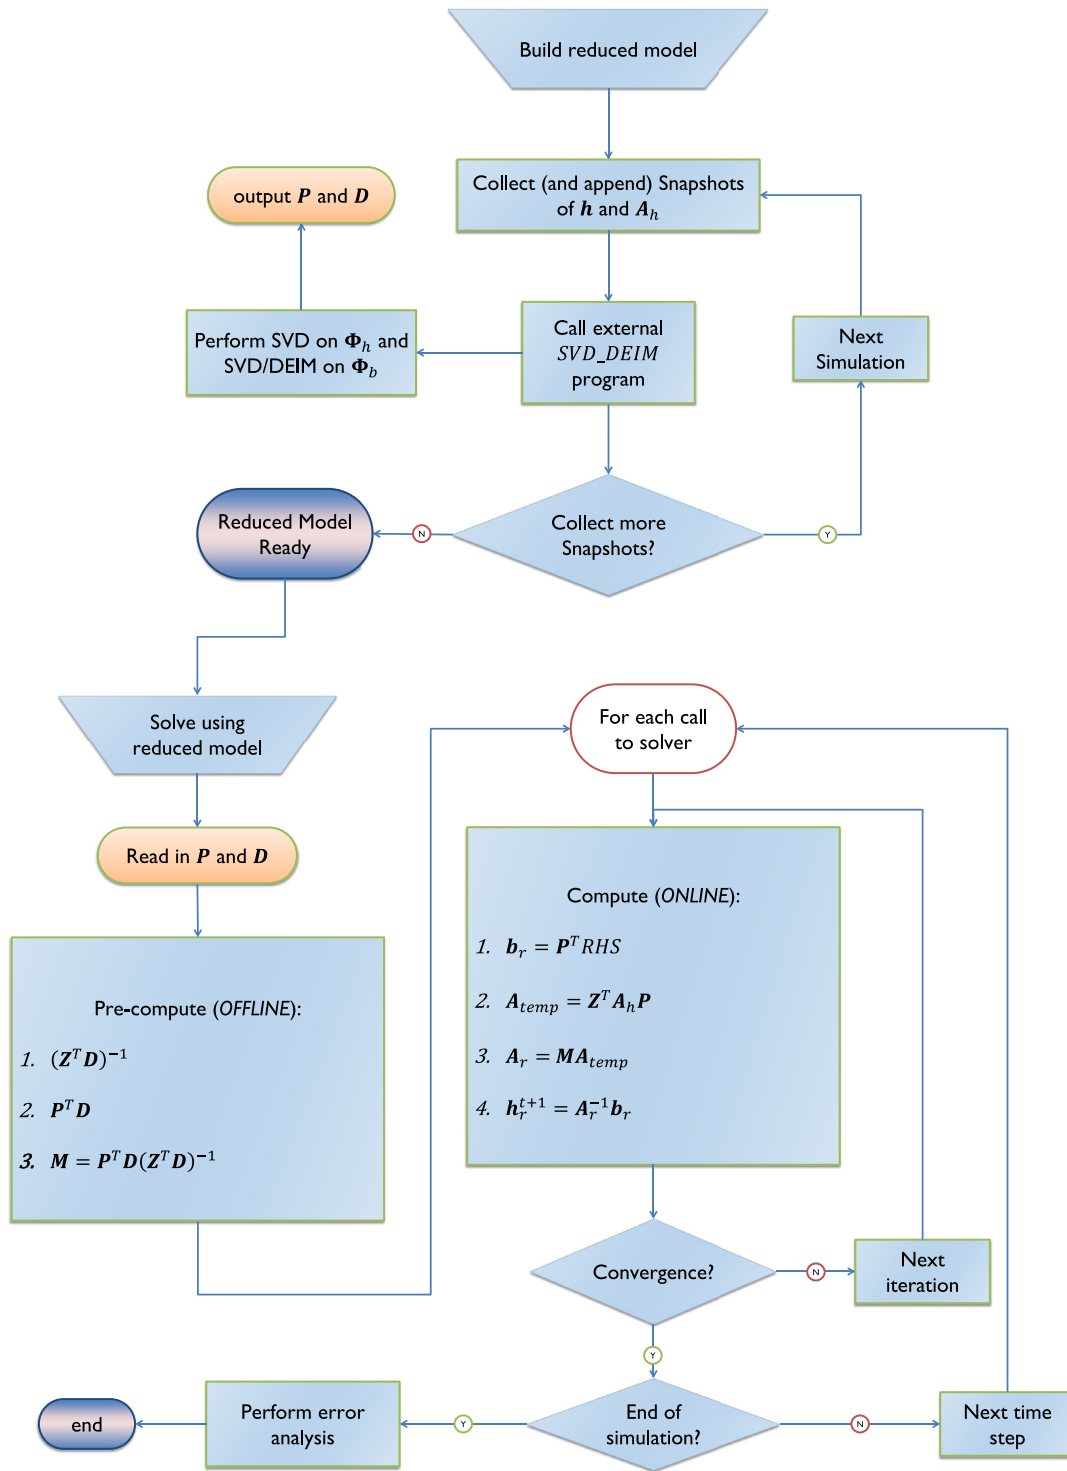 Build reduced model
Collect (and append) Snapshots
of h and A_h
output P and D
Call external
SVD_DEIM
program
Perform SVD on Φ_h and
SVD/DEIM on Φ_b
Next
Simulation
Collect more
Snapshots?
N
Y
Reduced Model
Ready
Solve using
reduced model
For each call
to solver
Read in P and D
Pre-compute (OFFLINE):
1. (Z^T D)^{-1}
2. P^T D
3. M = P^T D(Z^T D)^{-1}
Compute (ONLINE):
1. b_r = P^T RHS
2. A_{temp} = Z^T A_h P
3. A_r = MA_{temp}
4. h_r^{t+1} = A_r^{-1} b_r
Convergence?
N
Next
iteration
Y
End of
simulation?
N
Next time
step
Y
Perform error
analysis
end